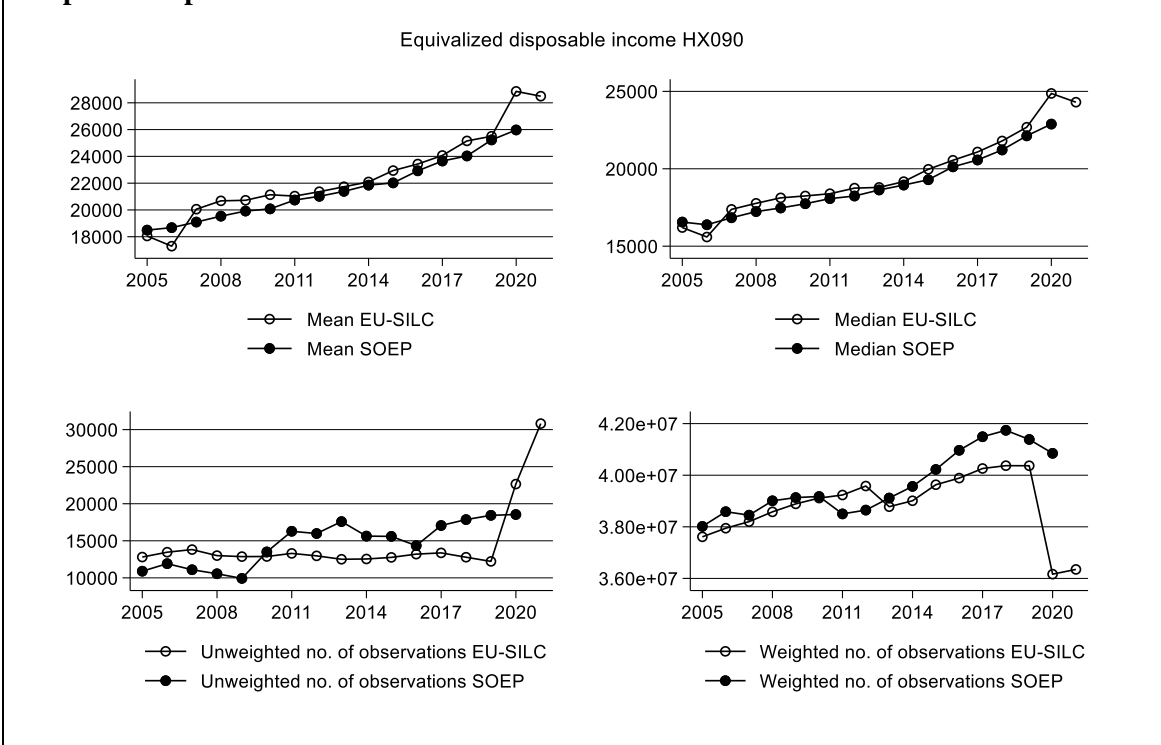 Equivalized disposable income HX090
28000
26000
24000
22000
20000
18000
2005 2008 2011 2014 2017 2020
Mean EU-SILC
Mean SOEP
25000
20000
15000
2005 2008 2011 2014 2017 2020
Median EU-SILC
Median SOEP
30000
25000
20000
15000
10000
2005 2008 2011 2014 2017 2020
Unweighted no. of observations EU-SILC
Unweighted no. of observations SOEP
4.20e+07
4.00e+07
3.80e+07
3.60e+07
2005 2008 2011 2014 2017 2020
Weighted no. of observations EU-SILC
Weighted no. of observations SOEP